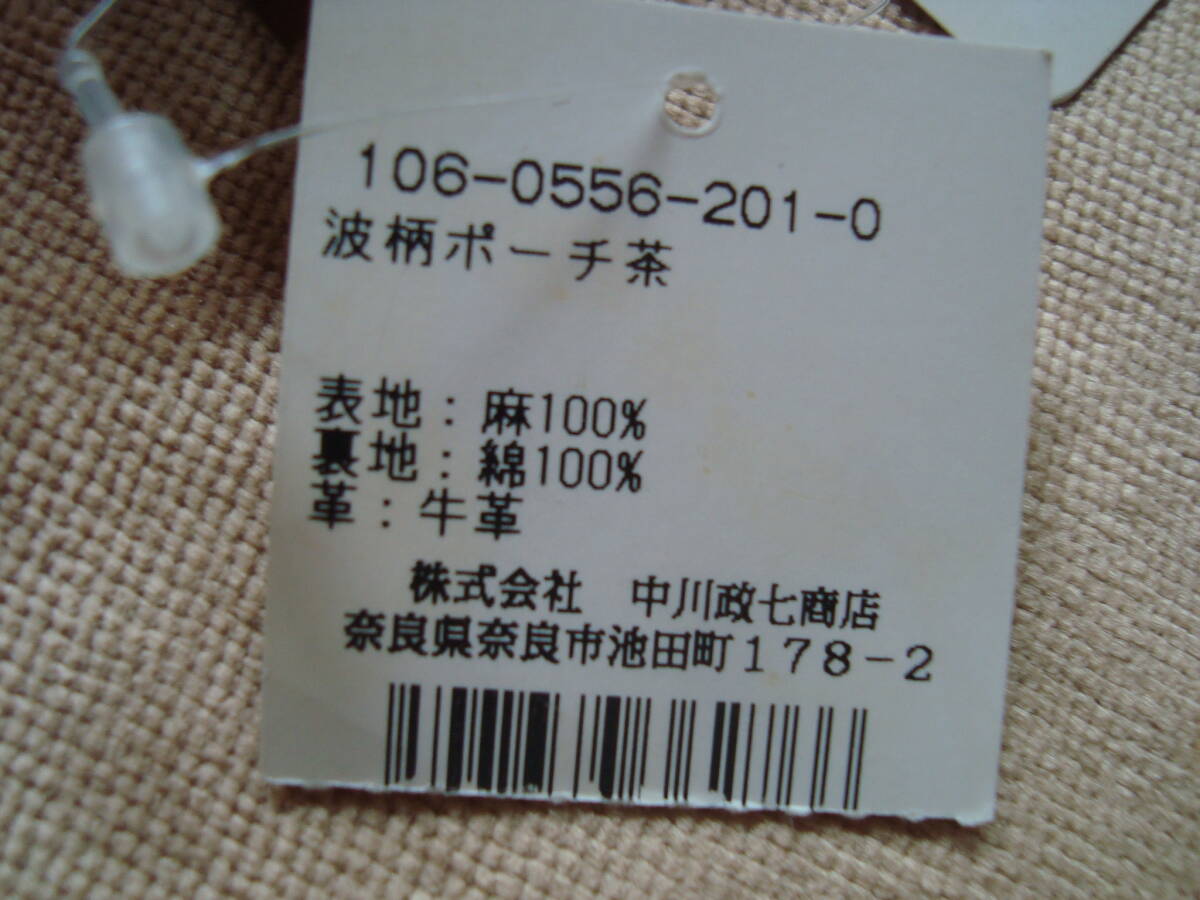 106-0556-201-0
波柄ポーチ茶
表地：麻100%
裏地：綿100%
革：牛革
株式会社　中川政七商店
奈良県奈良市池田町178-2